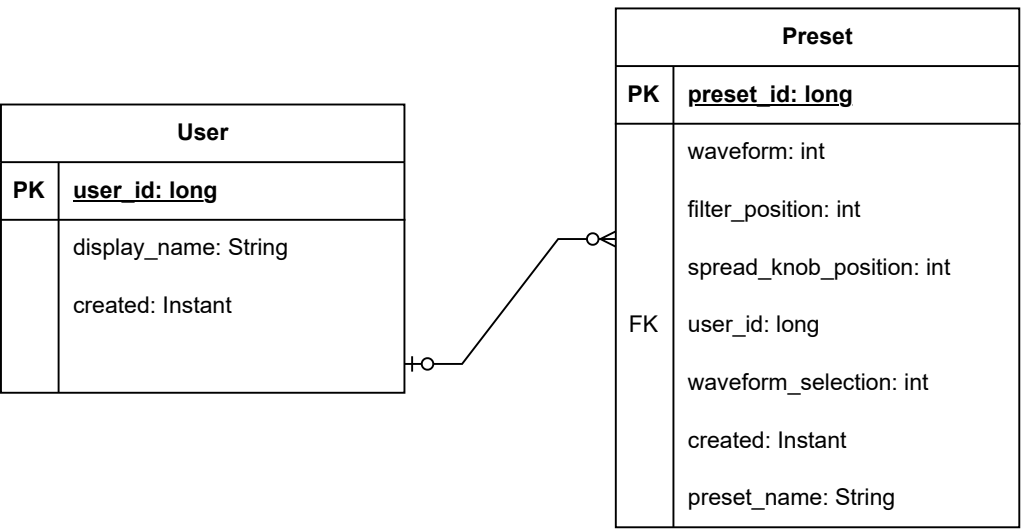 User
PK user_id: long
display_name: String
created: Instant
Preset
PK preset_id: long
waveform: int
filter_position: int
spread_knob_position: int
FK user_id: long
waveform_selection: int
created: Instant
preset_name: String